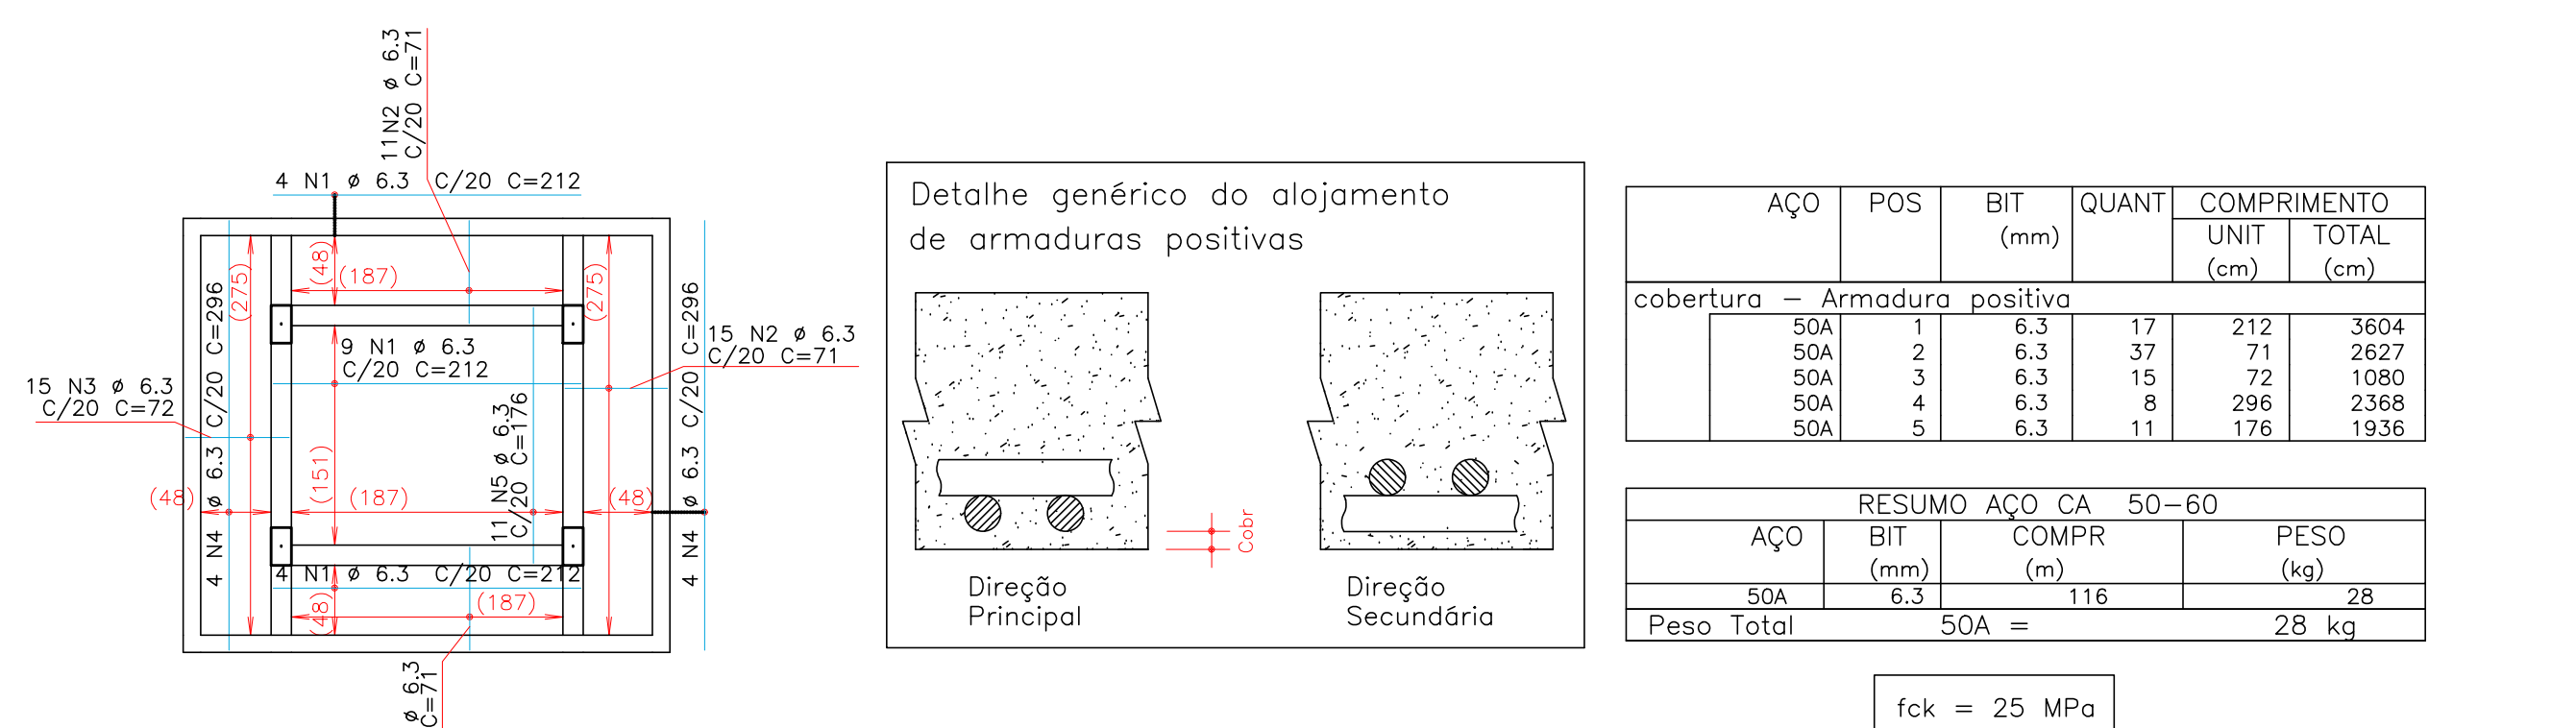 11N2 ø 6.3
C/20 C=71
4 N1 ø 6.3 C/20 C=212
(48)
(187)
(275)
(275)
4 N4 ø 6.3 C/20 C=296
4 N4 ø 6.3 C/20 C=296
15 N2 ø 6.3
C/20 C=71
9 N1 ø 6.3
C/20 C=212
15 N3 ø 6.3
C/20 C=72
11 N5 ø 6.3
C/20 C=176
(151)
(48)
(187)
(48)
4 N1 ø 6.3 C/20 C=212
(48)
(187)
ø 6.3
C=71
Detalhe genérico do alojamento
de armaduras positivas
Cobr
Direção
Principal
Direção
Secundária
AÇO POS BIT QUANT COMPRIMENTO
(mm) UNIT TOTAL
(cm) (cm)
cobertura - Armadura positiva
50A 1 6.3 17 212 3604
50A 2 6.3 37 71 2627
50A 3 6.3 15 72 1080
50A 4 6.3 8 296 2368
50A 5 6.3 11 176 1936
RESUMO AÇO CA 50-60
AÇO BIT COMPR PESO
(mm) (m) (kg)
50A 6.3 116 28
Peso Total 50A = 28 kg
fck = 25 MPa